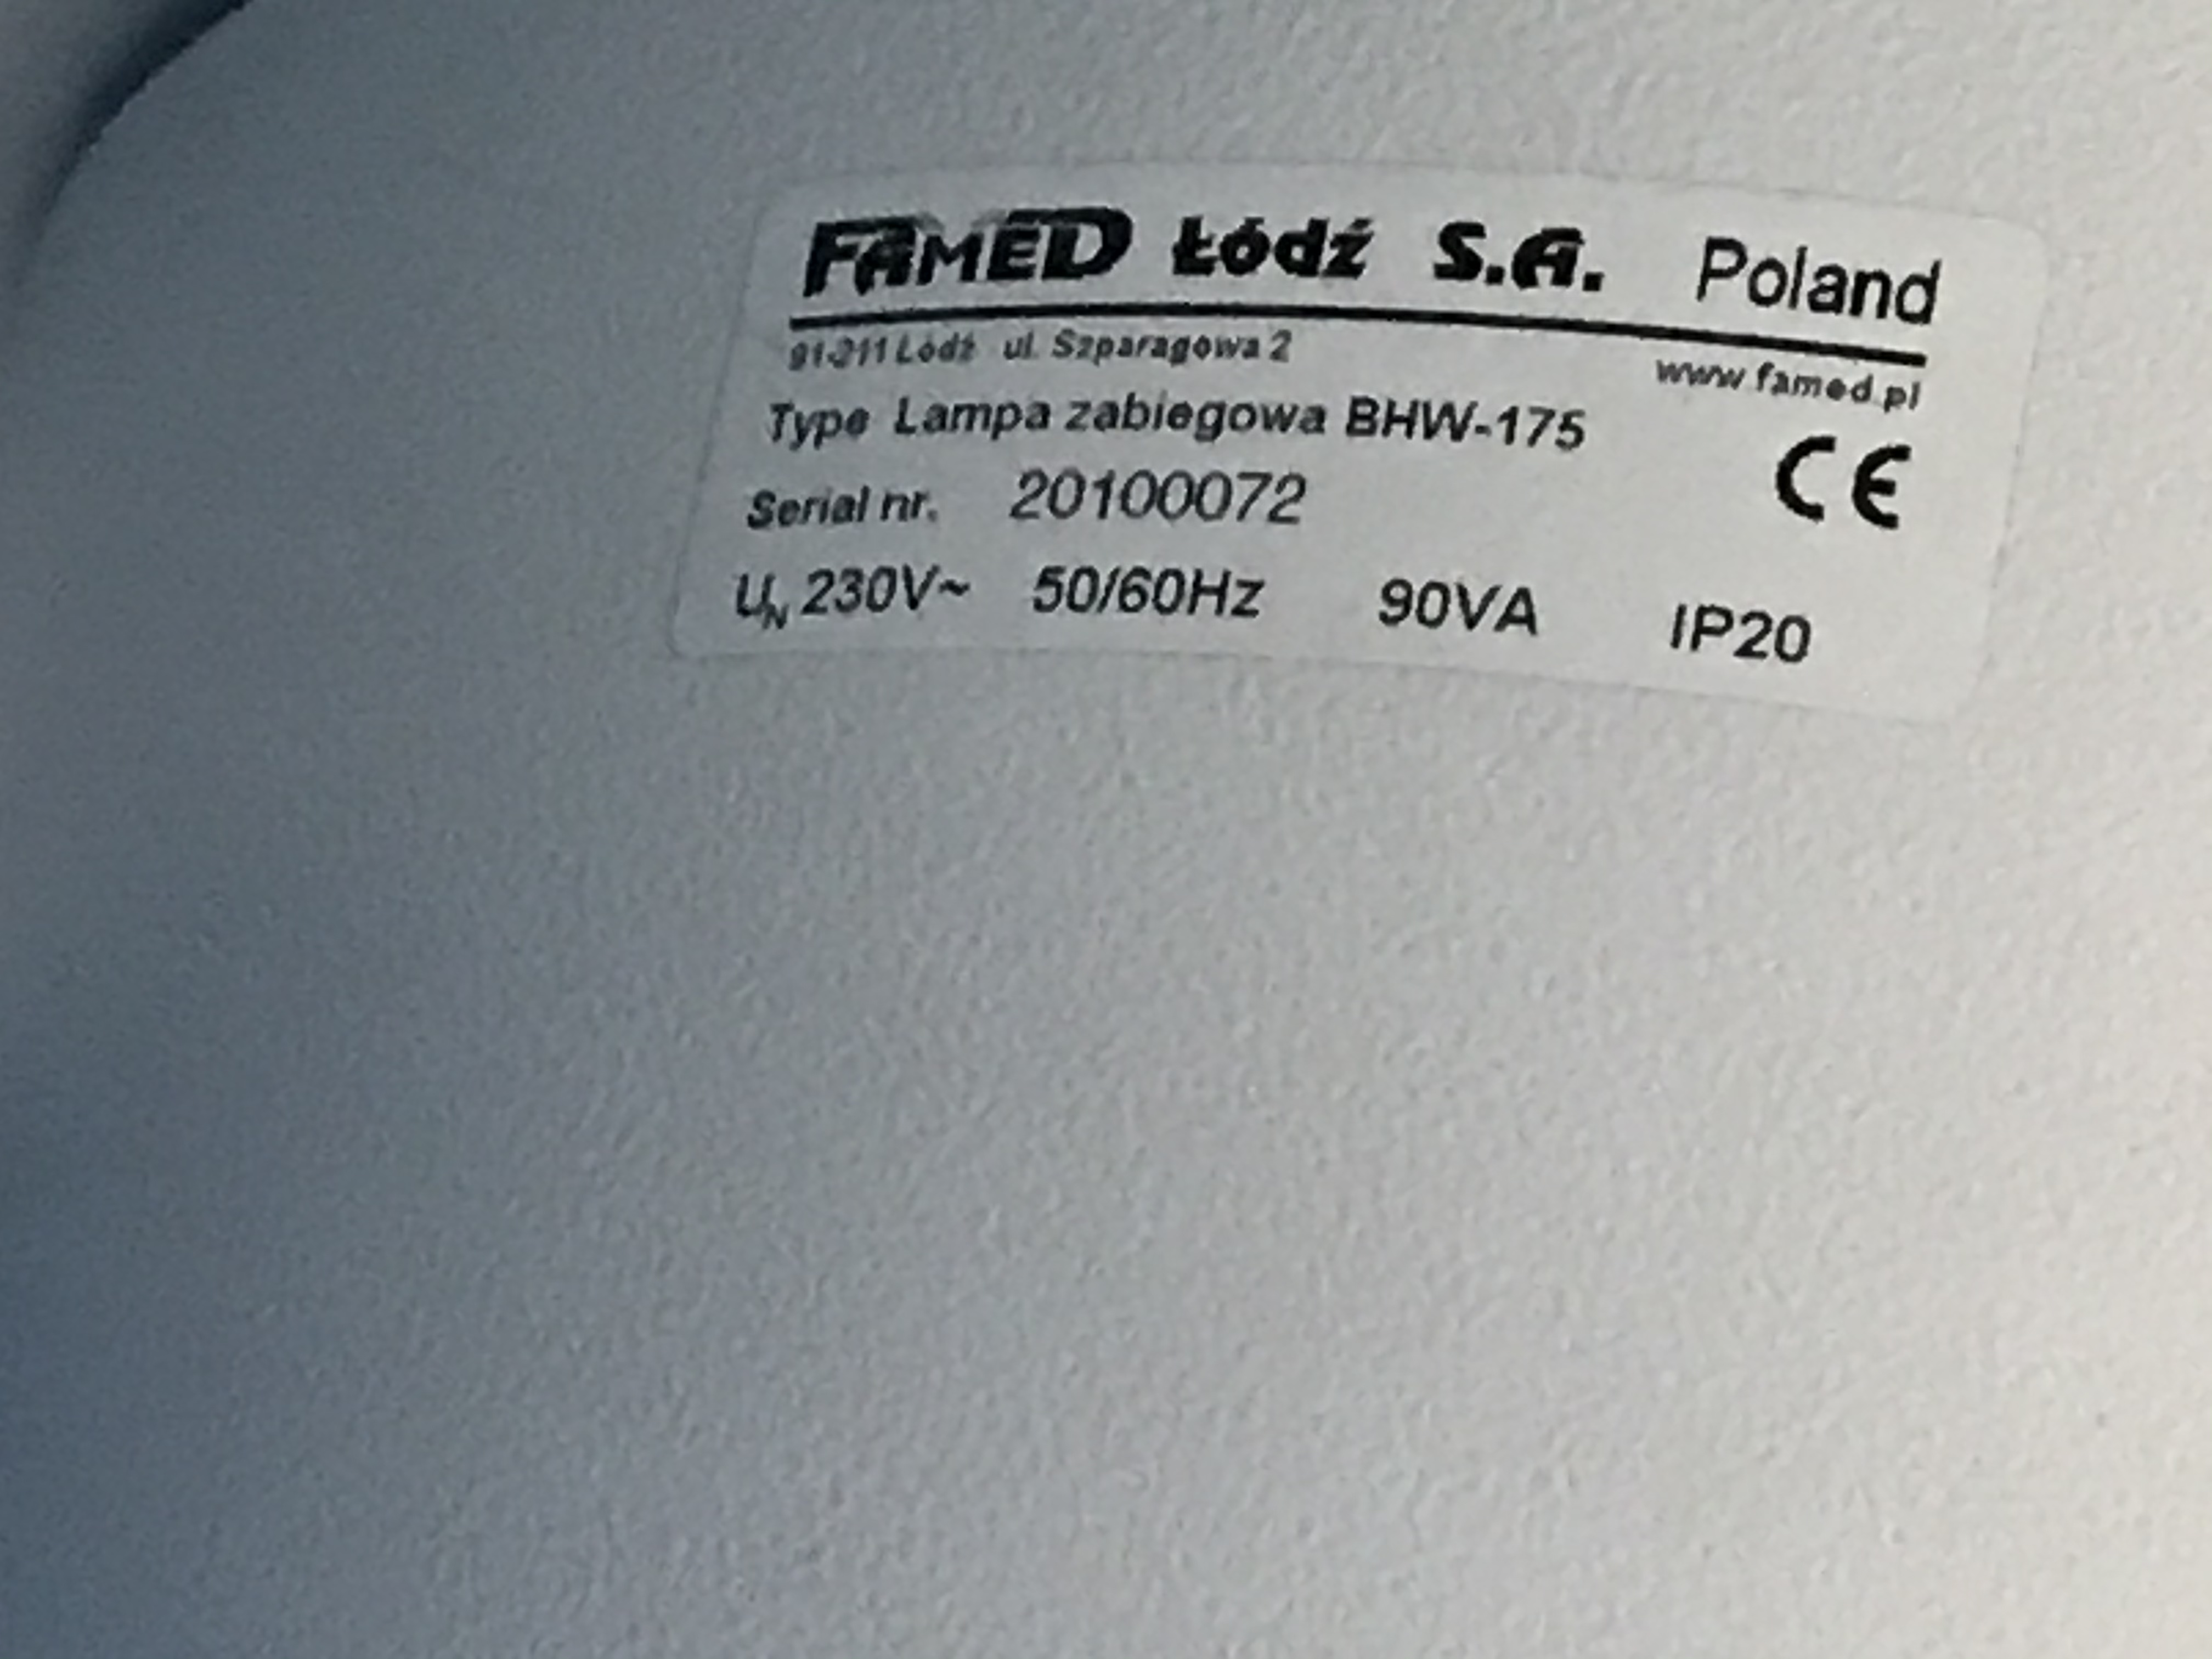 FAMED Łódź S.A. Poland
91-211 Łódź ul. Szparagowa 2 www.famed.pl
Type Lampa zabiegowa BHW-175
Serial nr. 20100072 CE
UN 230V~ 50/60Hz 90VA IP20